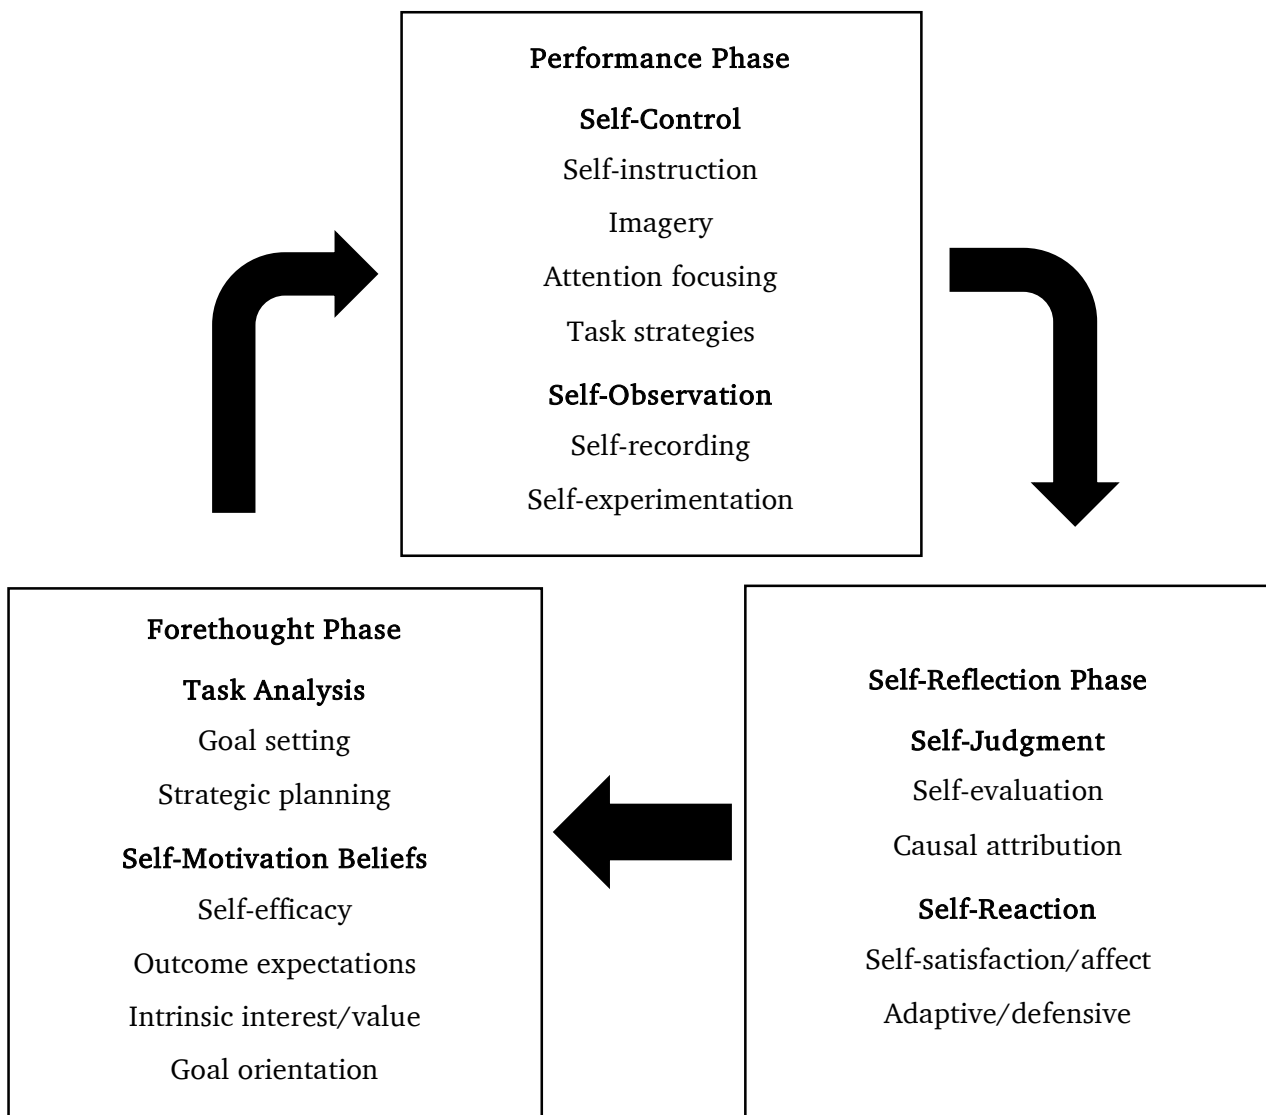 Performance Phase
Self-Control
Self-instruction
Imagery
Attention focusing
Task strategies
Self-Observation
Self-recording
Self-experimentation
Forethought Phase
Task Analysis
Goal setting
Strategic planning
Self-Motivation Beliefs
Self-efficacy
Outcome expectations
Intrinsic interest/value
Goal orientation
Self-Reflection Phase
Self-Judgment
Self-evaluation
Causal attribution
Self-Reaction
Self-satisfaction/affect
Adaptive/defensive